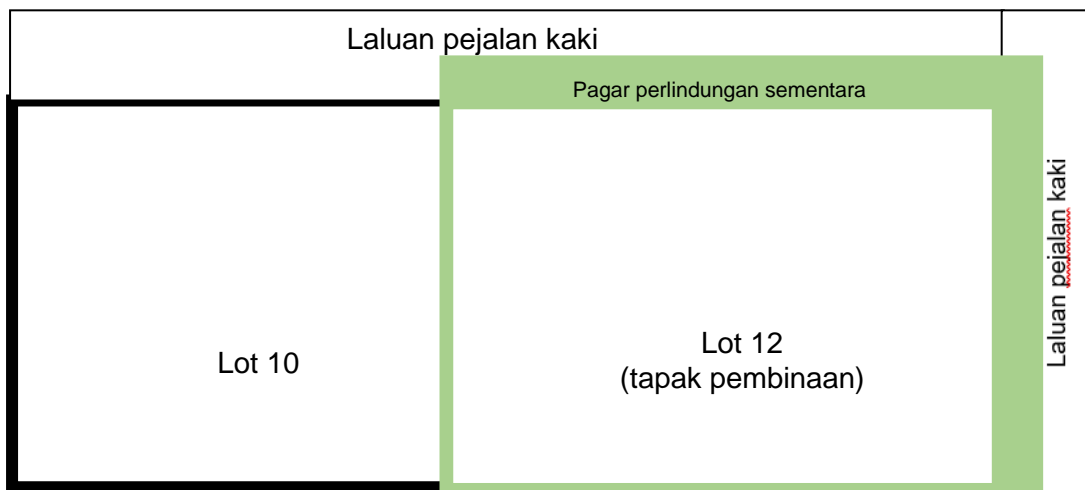 Laluan pejalan kaki
Pagar perlindungan sementara
Laluan pejalan kaki
Lot 10
Lot 12
(tapak pembinaan)